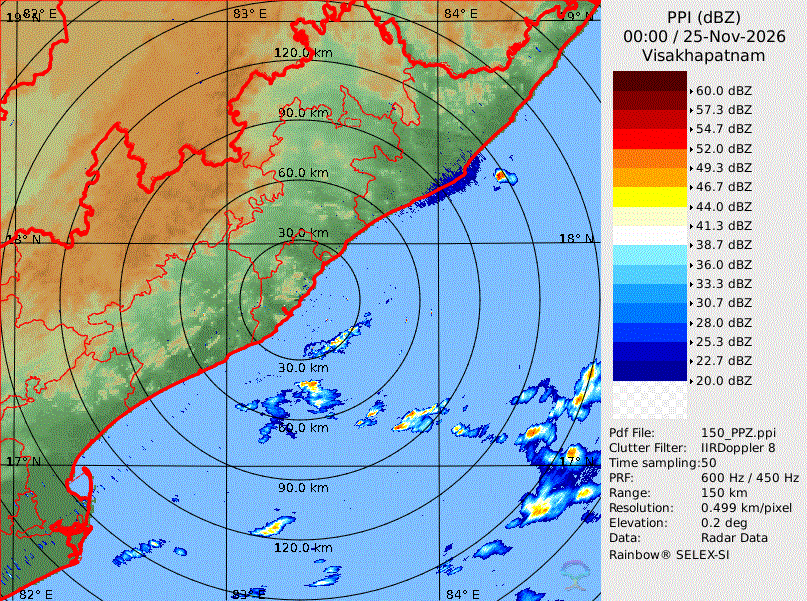 82° E
83° E
84° E
19° N
19° N
120.0 km
90.0 km
60.0 km
30.0 km
18° N
18° N
30.0 km
60.0 km
17° N
17° N
90.0 km
120.0 km
82° E
83° E
84° E
PPI (dBZ)
00:00 / 25-Nov-2026
Visakhapatnam
60.0 dBZ
57.3 dBZ
54.7 dBZ
52.0 dBZ
49.3 dBZ
46.7 dBZ
44.0 dBZ
41.3 dBZ
38.7 dBZ
36.0 dBZ
33.3 dBZ
30.7 dBZ
28.0 dBZ
25.3 dBZ
22.7 dBZ
20.0 dBZ
Pdf File: 150_PPZ.ppi
Clutter Filter: IIRDoppler 8
Time sampling:50
PRF: 600 Hz / 450 Hz
Range: 150 km
Resolution: 0.499 km/pixel
Elevation: 0.2 deg
Data: Radar Data
Rainbow® SELEX-SI